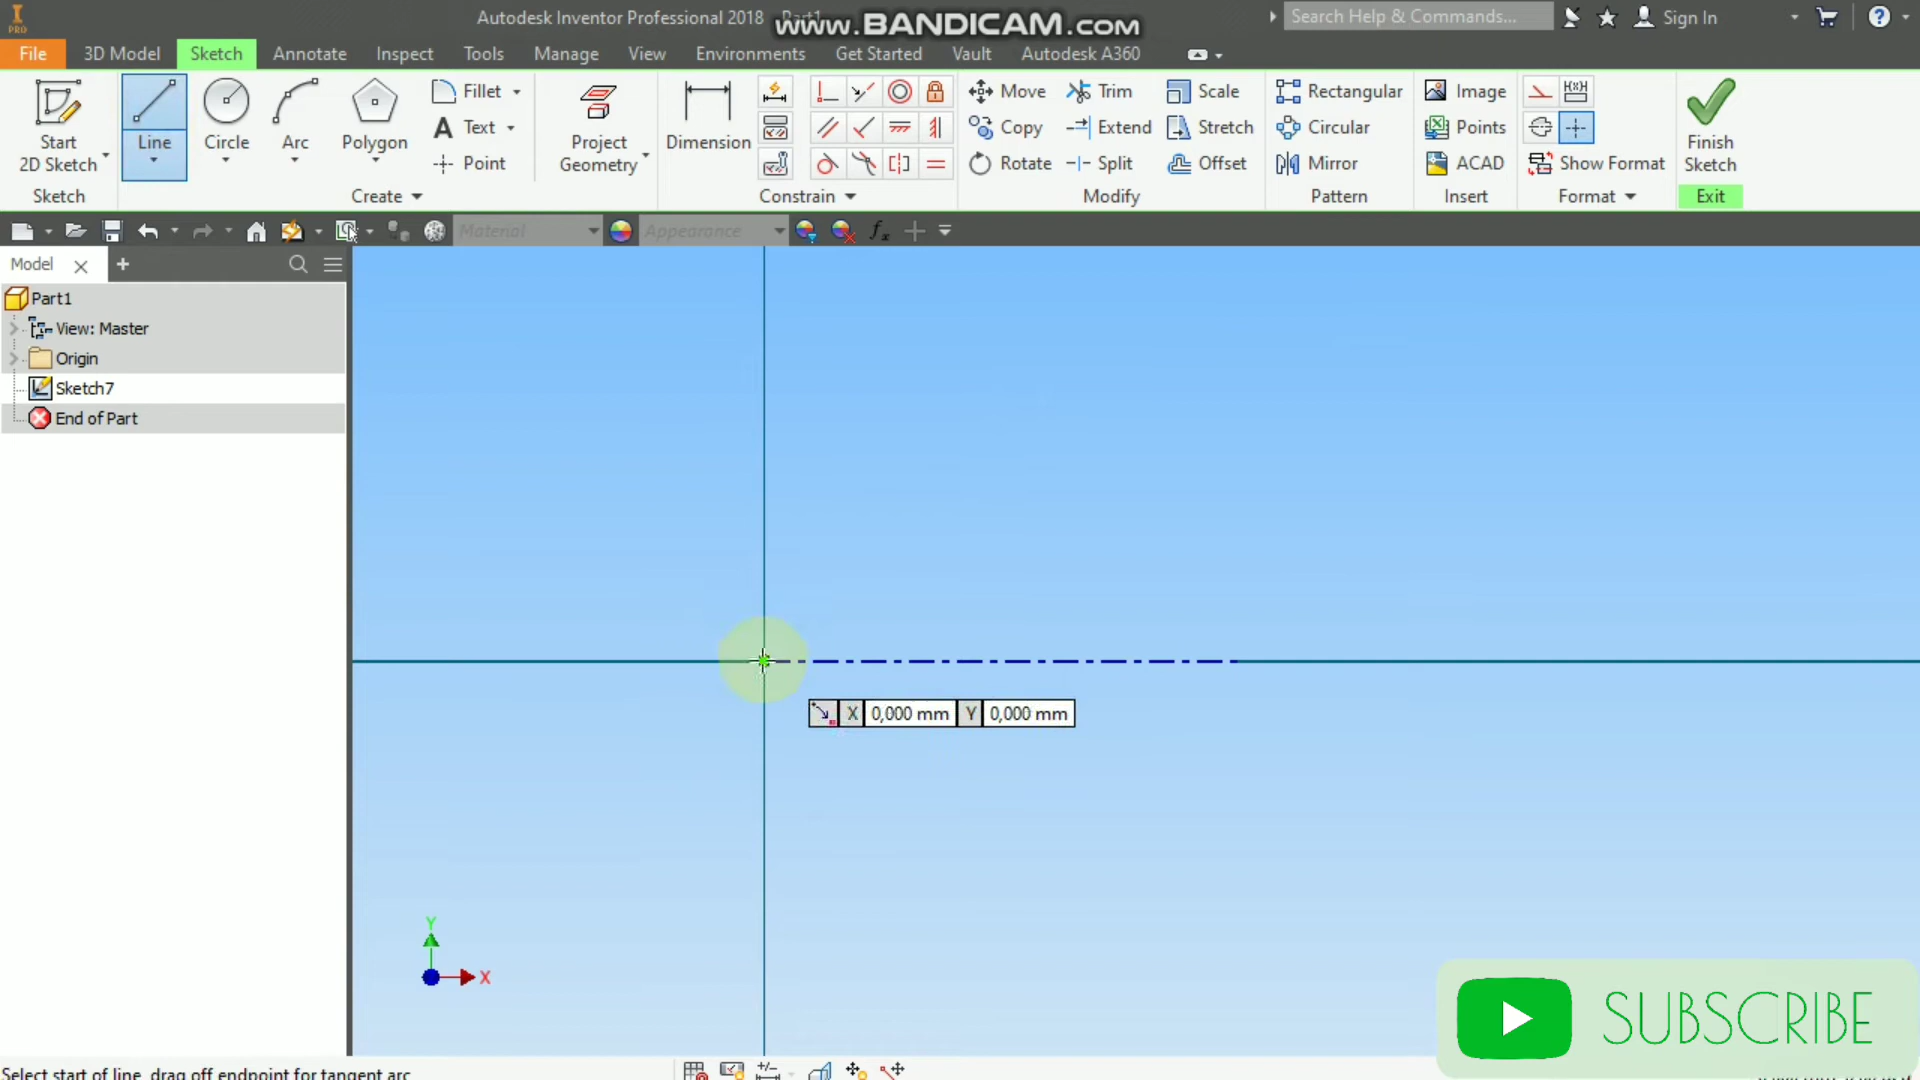 Autodesk Inventor Professional 2018 Part1
www.BANDICAM.com
Search Help & Commands...
Sign In
PRO
File
3D Model
Sketch
Annotate
Inspect
Tools
Manage
View
Environments
Get Started
Vault
Autodesk A360
Start
2D Sketch
Line
Circle
Arc
Polygon
Fillet
Text
Point
Project
Geometry
Dimension
Move
Copy
Rotate
Trim
Extend
Split
Scale
Stretch
Offset
Rectangular
Circular
Mirror
Image
Points
ACAD
Show Format
Finish
Sketch
Sketch
Create
Constrain
Modify
Pattern
Insert
Format
Exit
Material
Appearance
fx
Model
Part1
View: Master
Origin
Sketch7
End of Part
X 0,000 mm Y 0,000 mm
Y
X
SUBSCRIBE
Select start of line, drag off endpoint for tangent arc